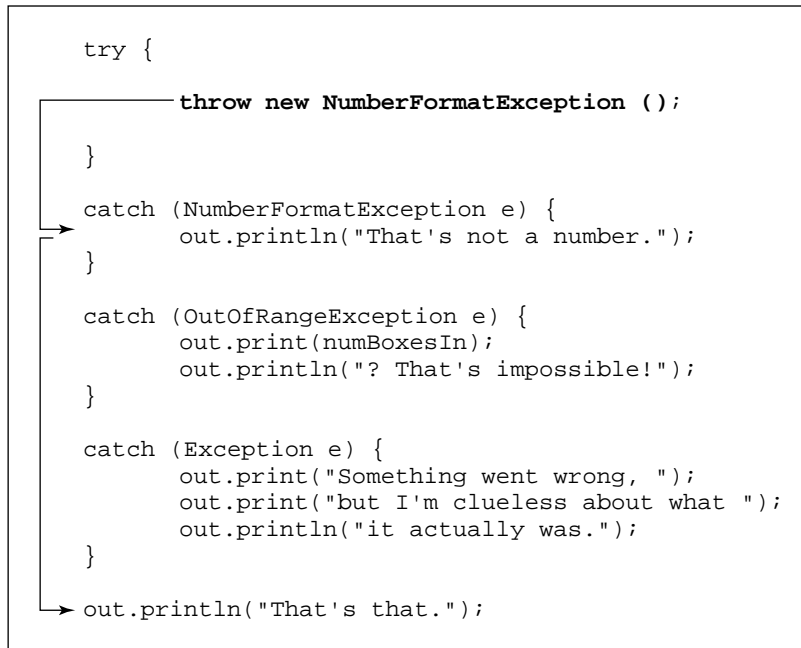 try {
throw new NumberFormatException ();
}
catch (NumberFormatException e) {
out.println("That's not a number.");
}
catch (OutOfRangeException e) {
out.print(numBoxesIn);
out.println("? That's impossible!");
}
catch (Exception e) {
out.print("Something went wrong, ");
out.print("but I'm clueless about what ");
out.println("it actually was.");
}
out.println("That's that.");